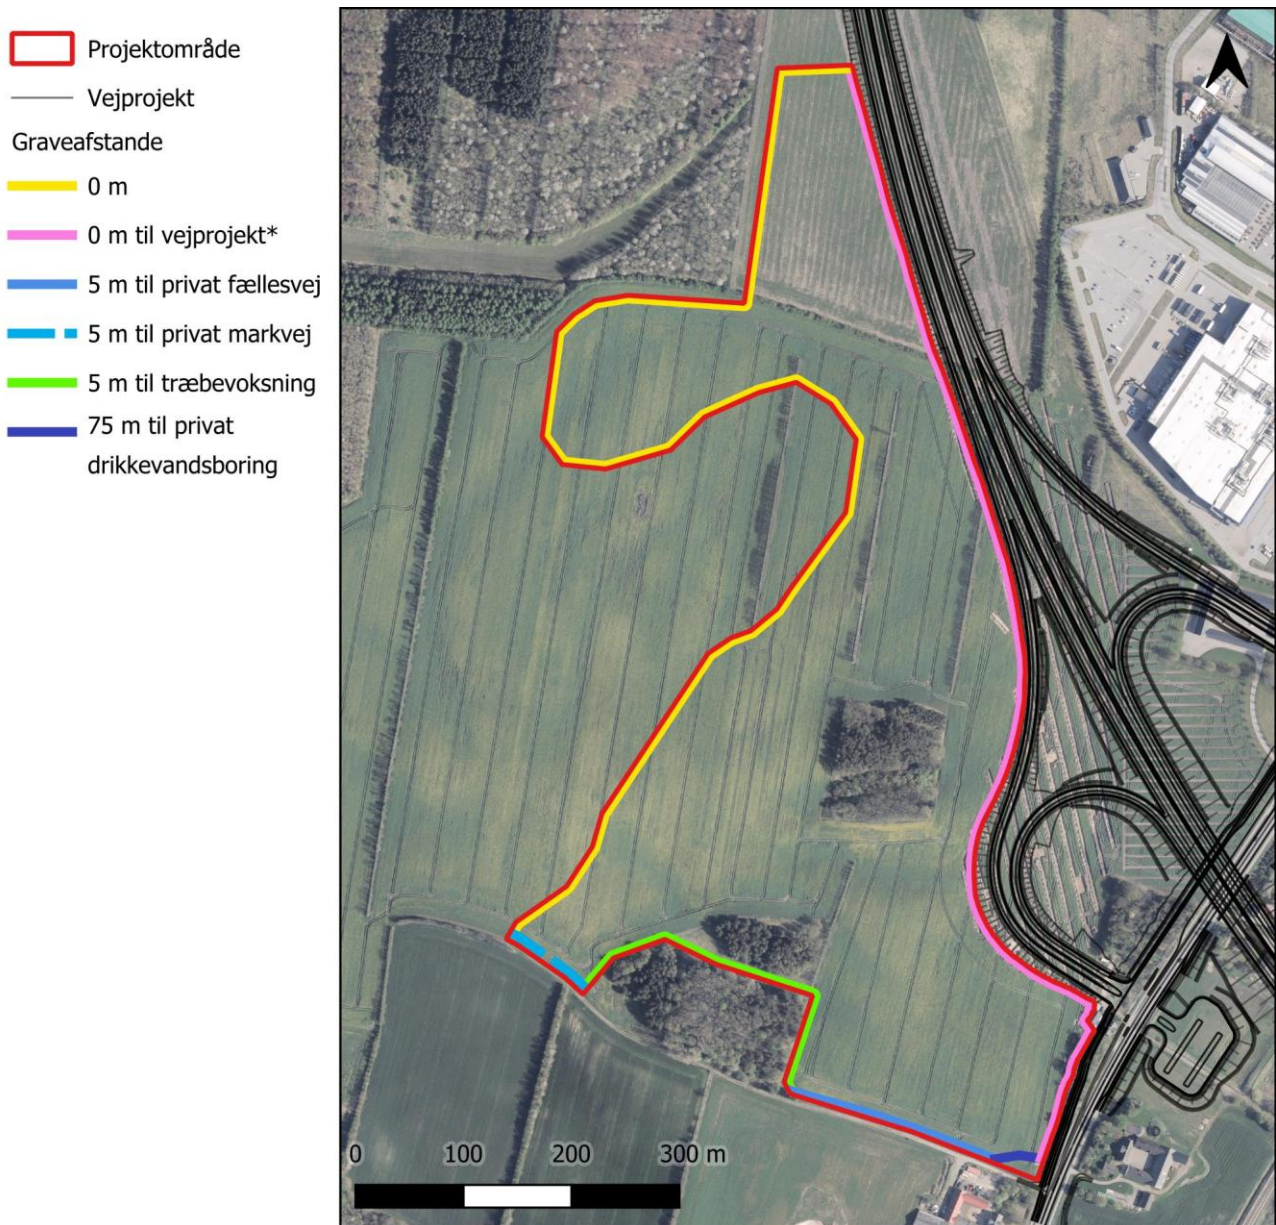 Projektområde
Vejprojekt
Graveafstande
0 m
0 m til vejprojekt*
5 m til privat fællesvej
5 m til privat markvej
5 m til træbevoksning
75 m til privat
drikkevandsboring
0 100 200 300 m